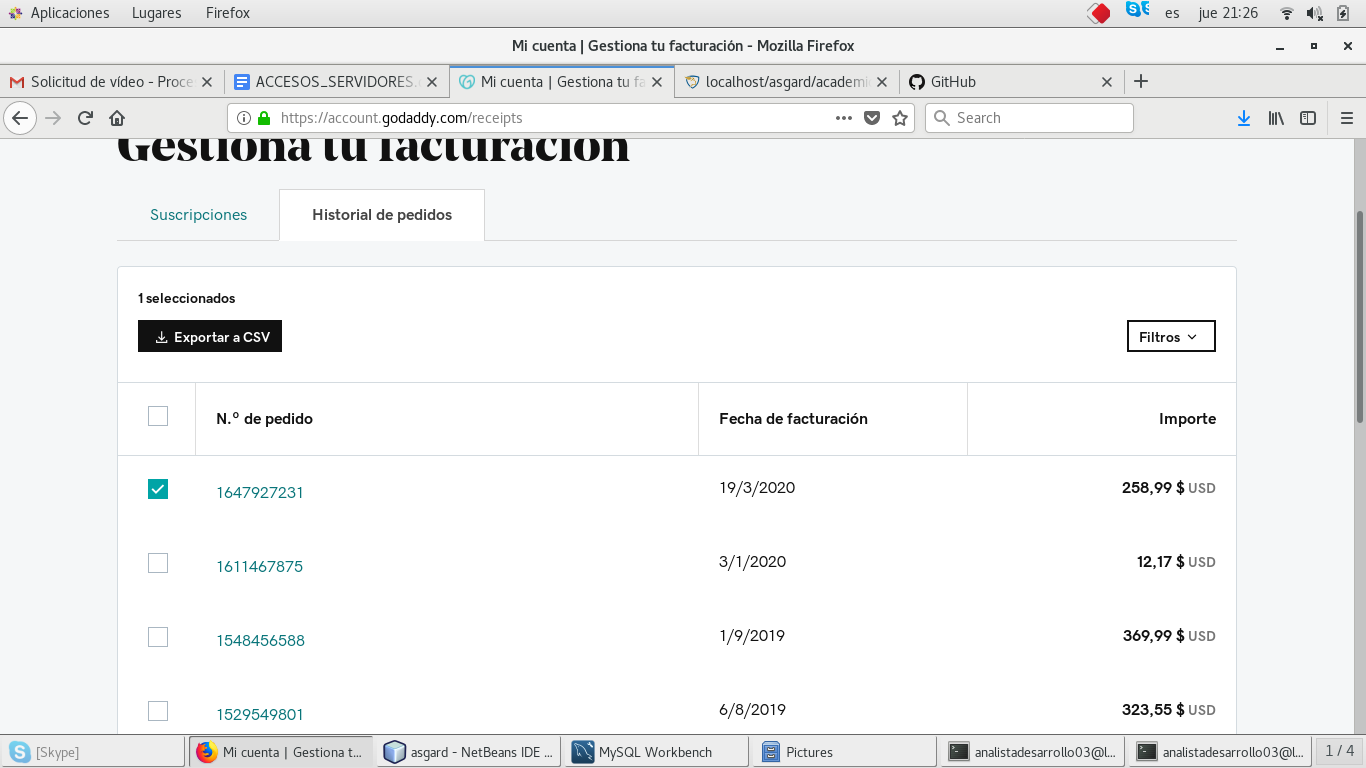 Aplicaciones Lugares Firefox es jue 21:26
Mi cuenta | Gestiona tu facturación - Mozilla Firefox
Solicitud de vídeo - Proce ACCESOS_SERVIDORES. Mi cuenta | Gestiona tu fa localhost/asgard/academi GitHub
https://account.godaddy.com/receipts Search
Gestiona tu facturación
Suscripciones Historial de pedidos
1 seleccionados
Exportar a CSV Filtros
N.º de pedido Fecha de facturación Importe
1647927231 19/3/2020 258,99 $ USD
1611467875 3/1/2020 12,17 $ USD
1548456588 1/9/2019 369,99 $ USD
1529549801 6/8/2019 323,55 $ USD
[Skype] Mi cuenta | Gestiona t... asgard - NetBeans IDE ... MySQL Workbench Pictures analistadesarrollo03@l... analistadesarrollo03@l... 1 / 4